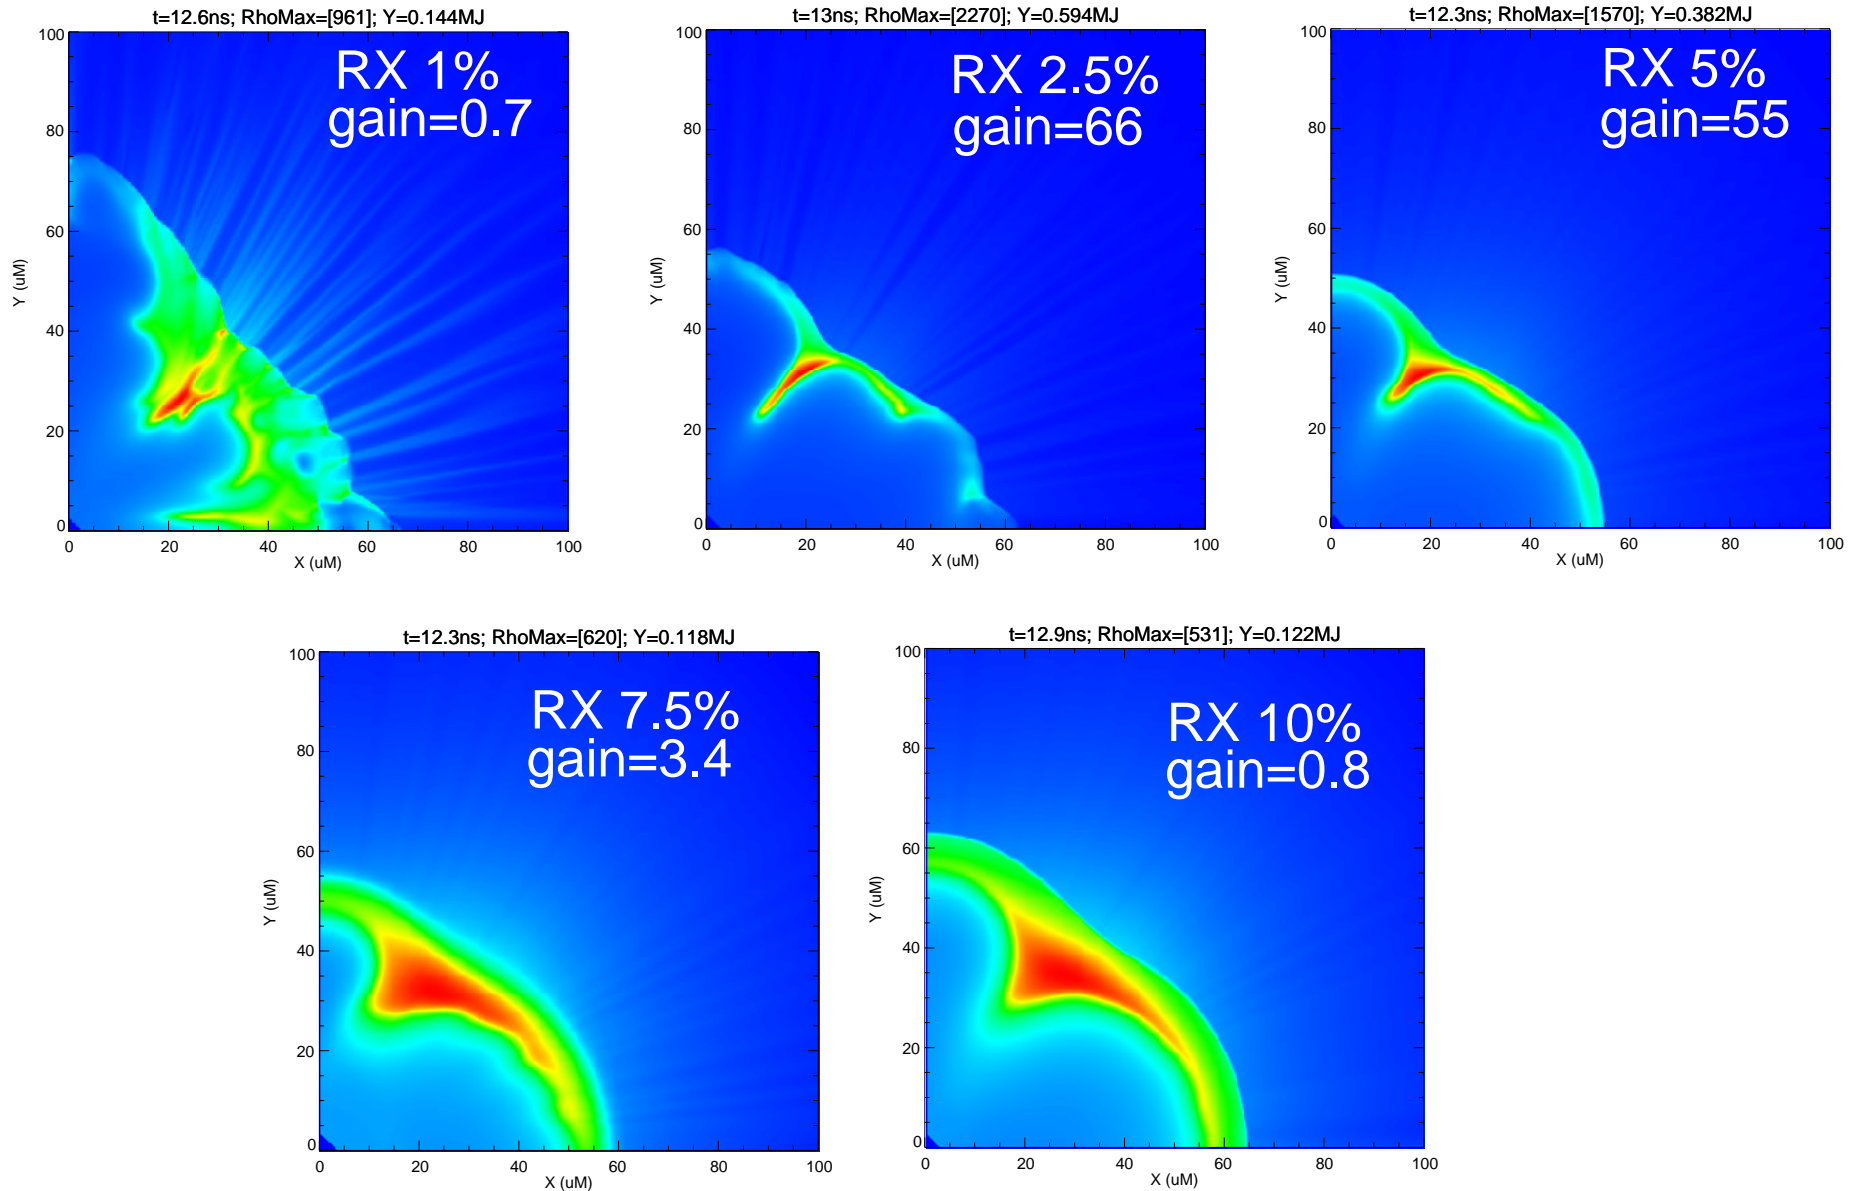 t=12.6ns; RhoMax=[961]; Y=0.144MJ
RX 1%
gain=0.7
100
80
60
40
20
0
Y (uM)
0 20 40 60 80 100
X (uM)
t=13ns; RhoMax=[2270]; Y=0.594MJ
RX 2.5%
gain=66
100
80
60
40
20
0
Y (uM)
0 20 40 60 80 100
X (uM)
t=12.3ns; RhoMax=[1570]; Y=0.382MJ
RX 5%
gain=55
100
80
60
40
20
0
Y (uM)
0 20 40 60 80 100
X (uM)
t=12.3ns; RhoMax=[620]; Y=0.118MJ
RX 7.5%
gain=3.4
100
80
60
40
20
0
Y (uM)
0 20 40 60 80 100
X (uM)
t=12.9ns; RhoMax=[531]; Y=0.122MJ
RX 10%
gain=0.8
100
80
60
40
20
0
Y (uM)
0 20 40 60 80 100
X (uM)